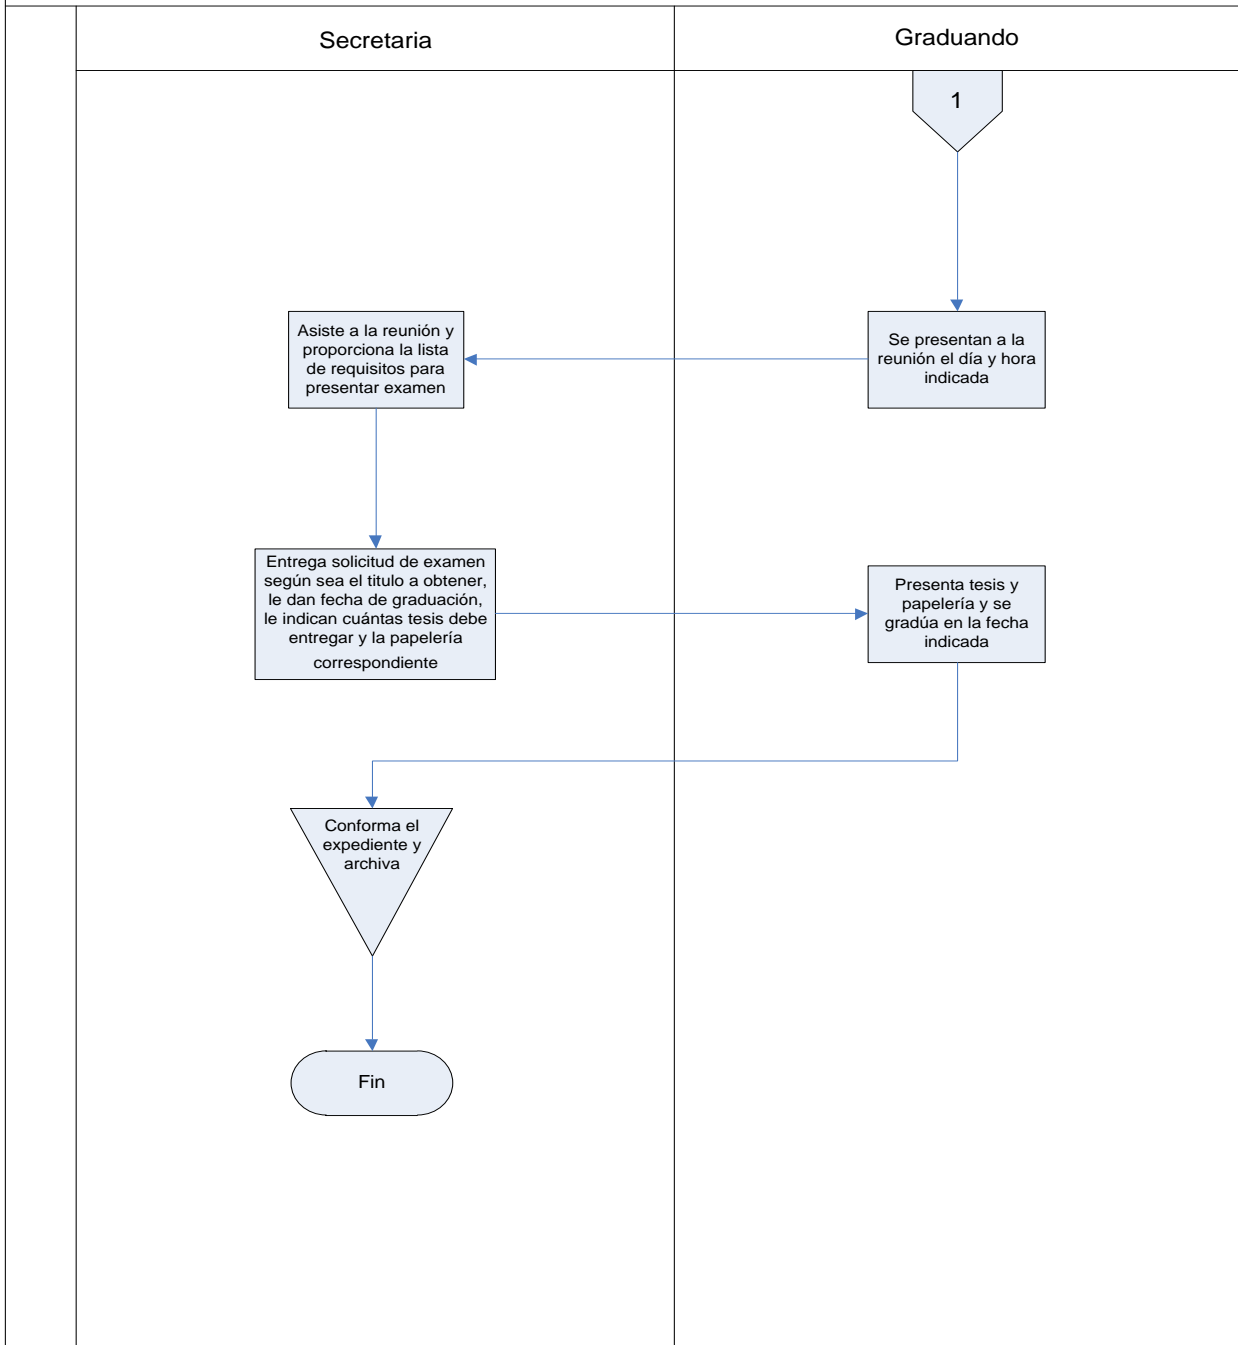 Secretaria
Graduando
1
Asiste a la reunión y
proporciona la lista
de requisitos para
presentar examen
Se presentan a la
reunión el día y hora
indicada
Entrega solicitud de examen
según sea el titulo a obtener,
le dan fecha de graduación,
le indican cuántas tesis debe
entregar y la papelería
correspondiente
Presenta tesis y
papelería y se
gradúa en la fecha
indicada
Conforma el
expediente y
archiva
Fin